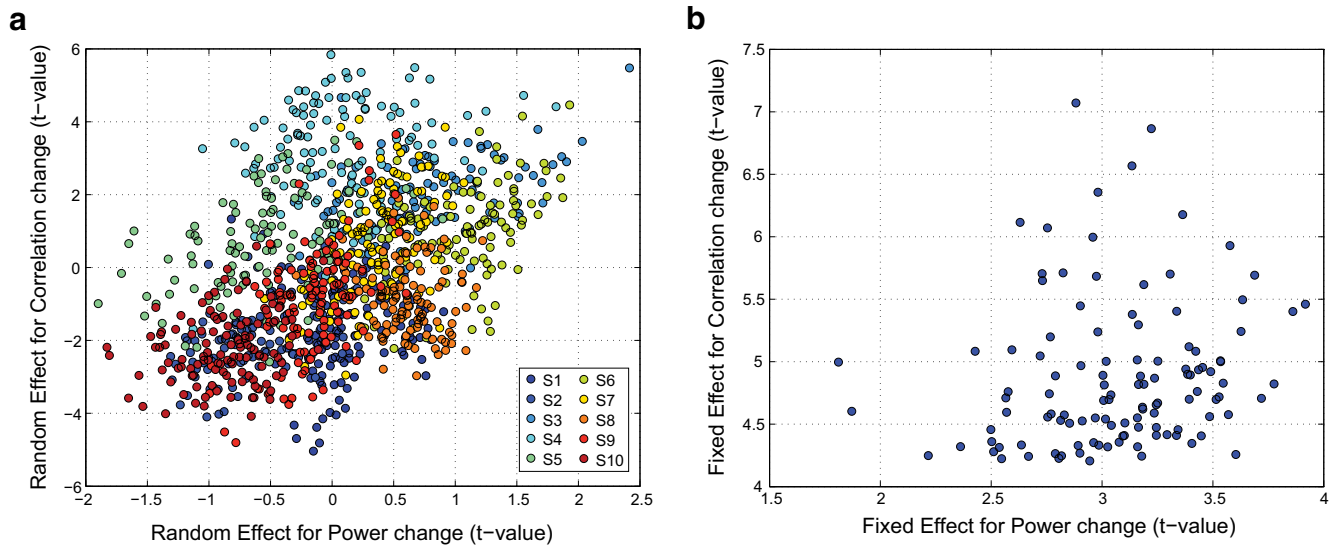 a
Random Effect for Correlation change (t−value)
6
4
2
0
−2
−4
−6
−2
−1.5
−1
−0.5
0
0.5
1
1.5
2
2.5
Random Effect for Power change (t−value)
S1
S2
S3
S4
S5
S6
S7
S8
S9
S10
b
Fixed Effect for Correlation change (t−value)
7.5
7
6.5
6
5.5
5
4.5
4
1.5
2
2.5
3
3.5
4
Fixed Effect for Power change (t−value)